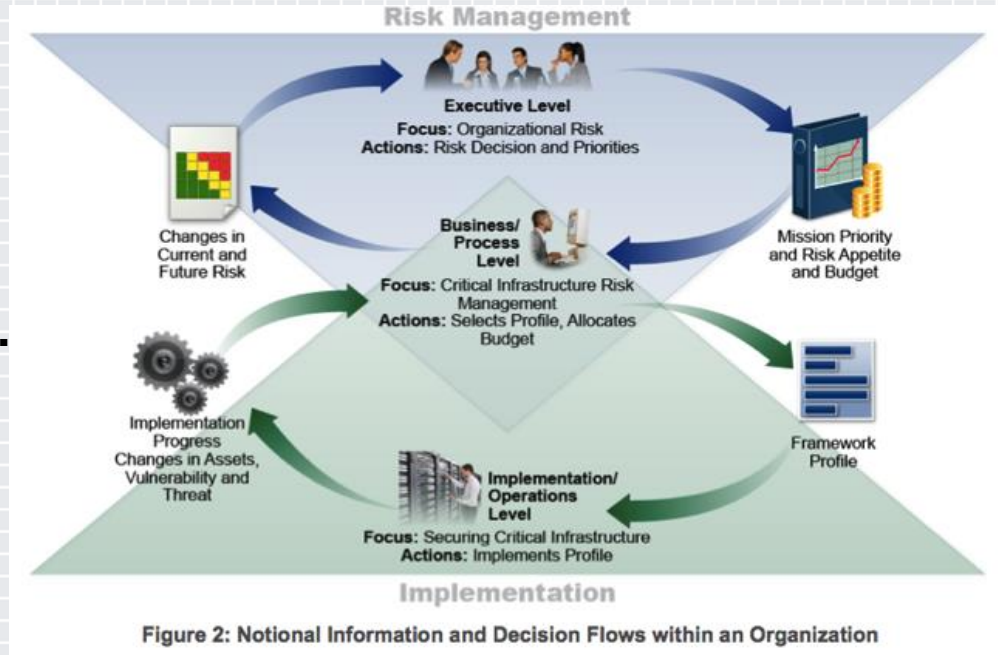 Risk Management
Executive Level
Focus: Organizational Risk
Actions: Risk Decision and Priorities
Changes in
Current and
Future Risk
Mission Priority
and Risk Appetite
and Budget
Business/
Process
Level
Focus: Critical Infrastructure Risk
Management
Actions: Selects Profile, Allocates
Budget
Implementation
Progress
Changes in Assets,
Vulnerability and
Threat
Framework
Profile
Implementation/
Operations
Level
Focus: Securing Critical Infrastructure
Actions: Implements Profile
Implementation
Figure 2: Notional Information and Decision Flows within an Organization